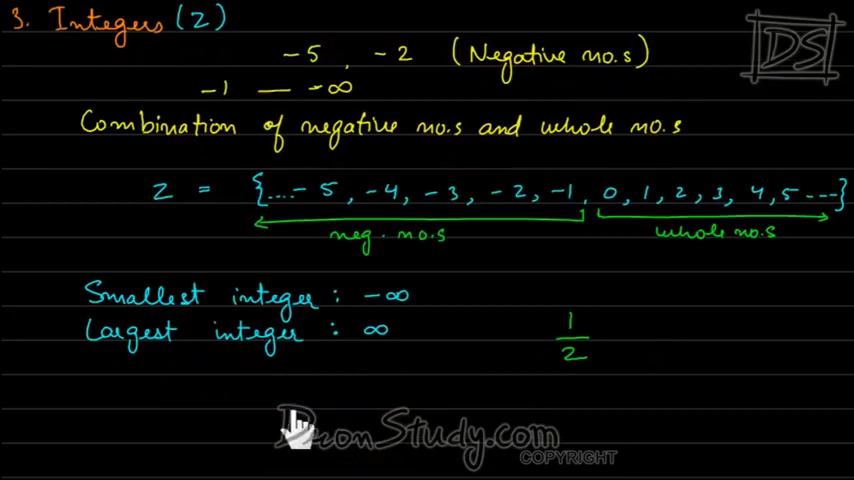 3. Integers (Z)
DS
-5, -2 (Negative no.s)
-1 — -∞
Combination of negative no.s and whole no.s
Z = {....-5, -4, -3, -2, -1, 0, 1, 2, 3, 4, 5 ---}
neg. no.s whole no.s
Smallest integer : -∞
Largest integer : ∞
1
2
DronStudy.com
COPYRIGHT